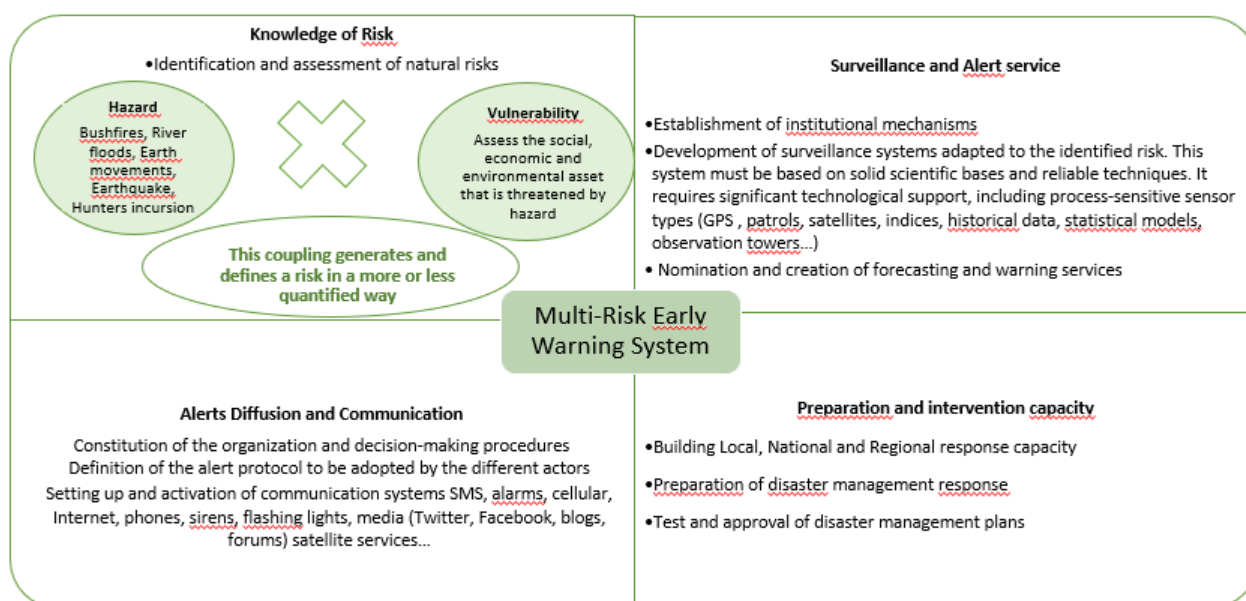 Knowledge of Risk
•Identification and assessment of natural risks
Hazard
Bushfires, River
floods, Earth
movements,
Earthquake,
Hunters incursion
Vulnerability
Assess the social,
economic and
environmental asset
that is threatened by
hazard
This coupling generates and
defines a risk in a more or less
quantified way
Surveillance and Alert service
•Establishment of institutional mechanisms
•Development of surveillance systems adapted to the identified risk. This
system must be based on solid scientific bases and reliable techniques. It
requires significant technological support, including process-sensitive sensor
types (GPS , patrols, satellites, indices, historical data, statistical models,
observation towers...)
• Nomination and creation of forecasting and warning services
Multi-Risk Early
Warning System
Alerts Diffusion and Communication
Constitution of the organization and decision-making procedures
Definition of the alert protocol to be adopted by the different actors
Setting up and activation of communication systems SMS, alarms, cellular,
Internet, phones, sirens, flashing lights, media (Twitter, Facebook, blogs,
forums) satellite services...
Preparation and intervention capacity
•Building Local, National and Regional response capacity
•Preparation of disaster management response
•Test and approval of disaster management plans